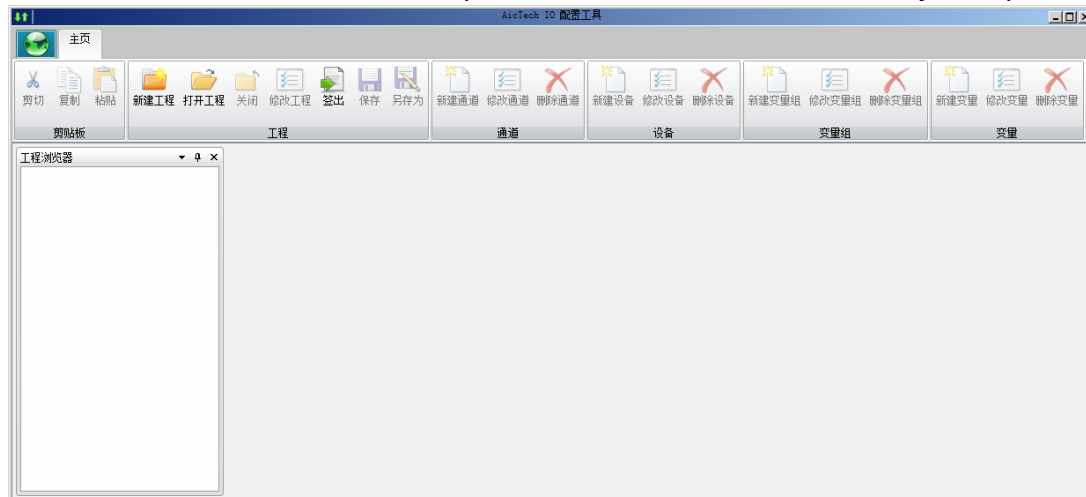 AicTech IO 配置工具
主页
剪切 复制 粘贴 新建工程 打开工程 关闭 修改工程 签出 保存 另存为 新建通道 修改通道 删除通道 新建设备 修改设备 删除设备 新建变量组 修改变量组 删除变量组 新建变量 修改变量 删除变量
剪贴板 工程 通道 设备 变量组 变量
工程浏览器